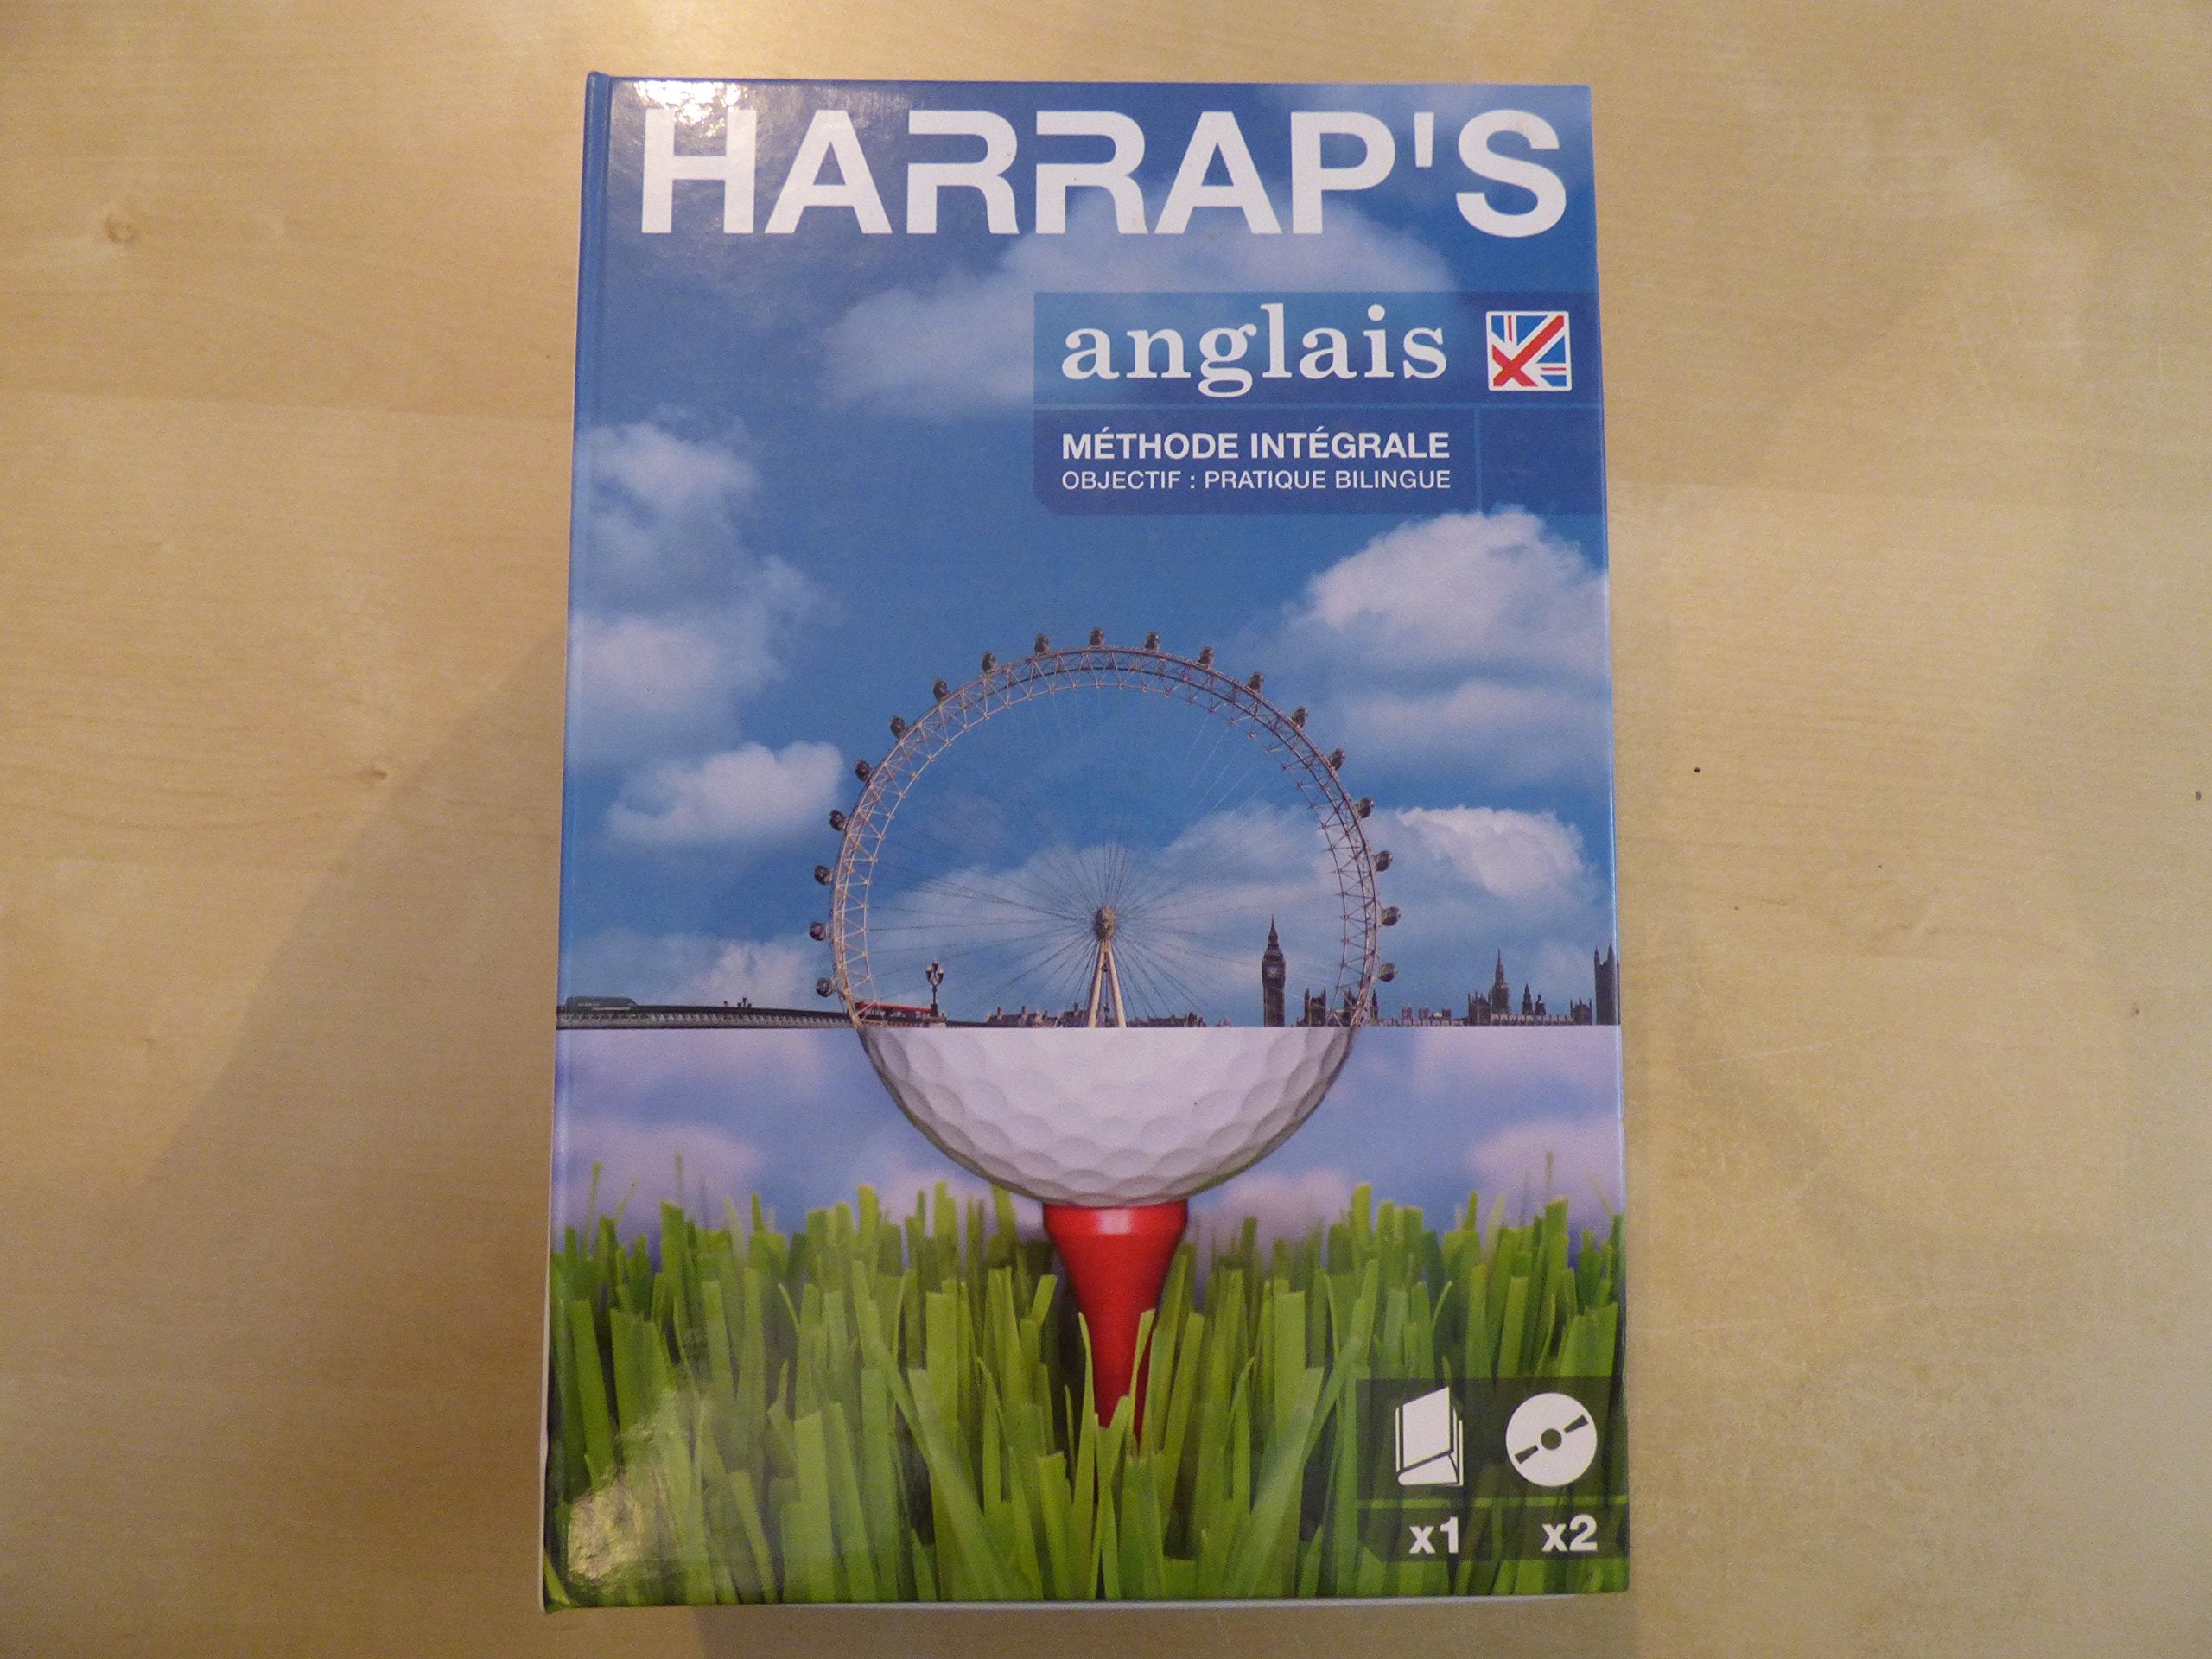 HARRAP'S
anglais
MÉTHODE INTÉGRALE
OBJECTIF : PRATIQUE BILINGUE
x1 x2